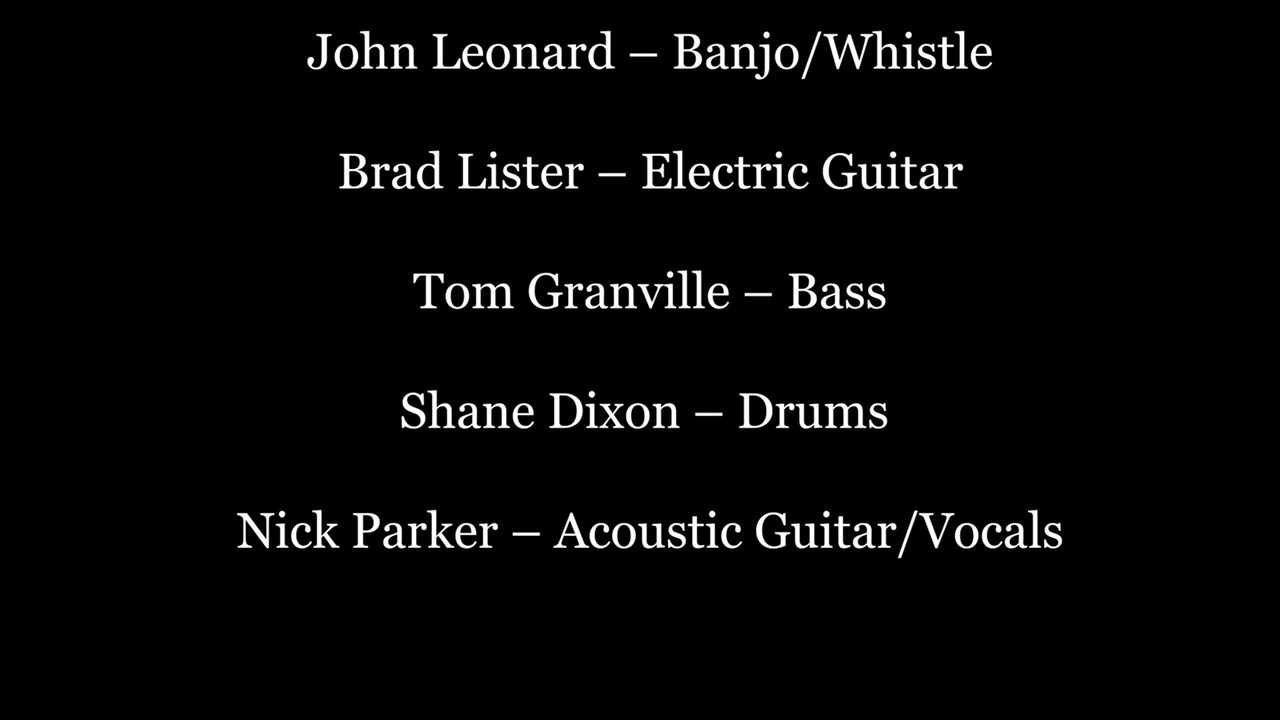 John Leonard – Banjo/Whistle
Brad Lister – Electric Guitar
Tom Granville – Bass
Shane Dixon – Drums
Nick Parker – Acoustic Guitar/Vocals